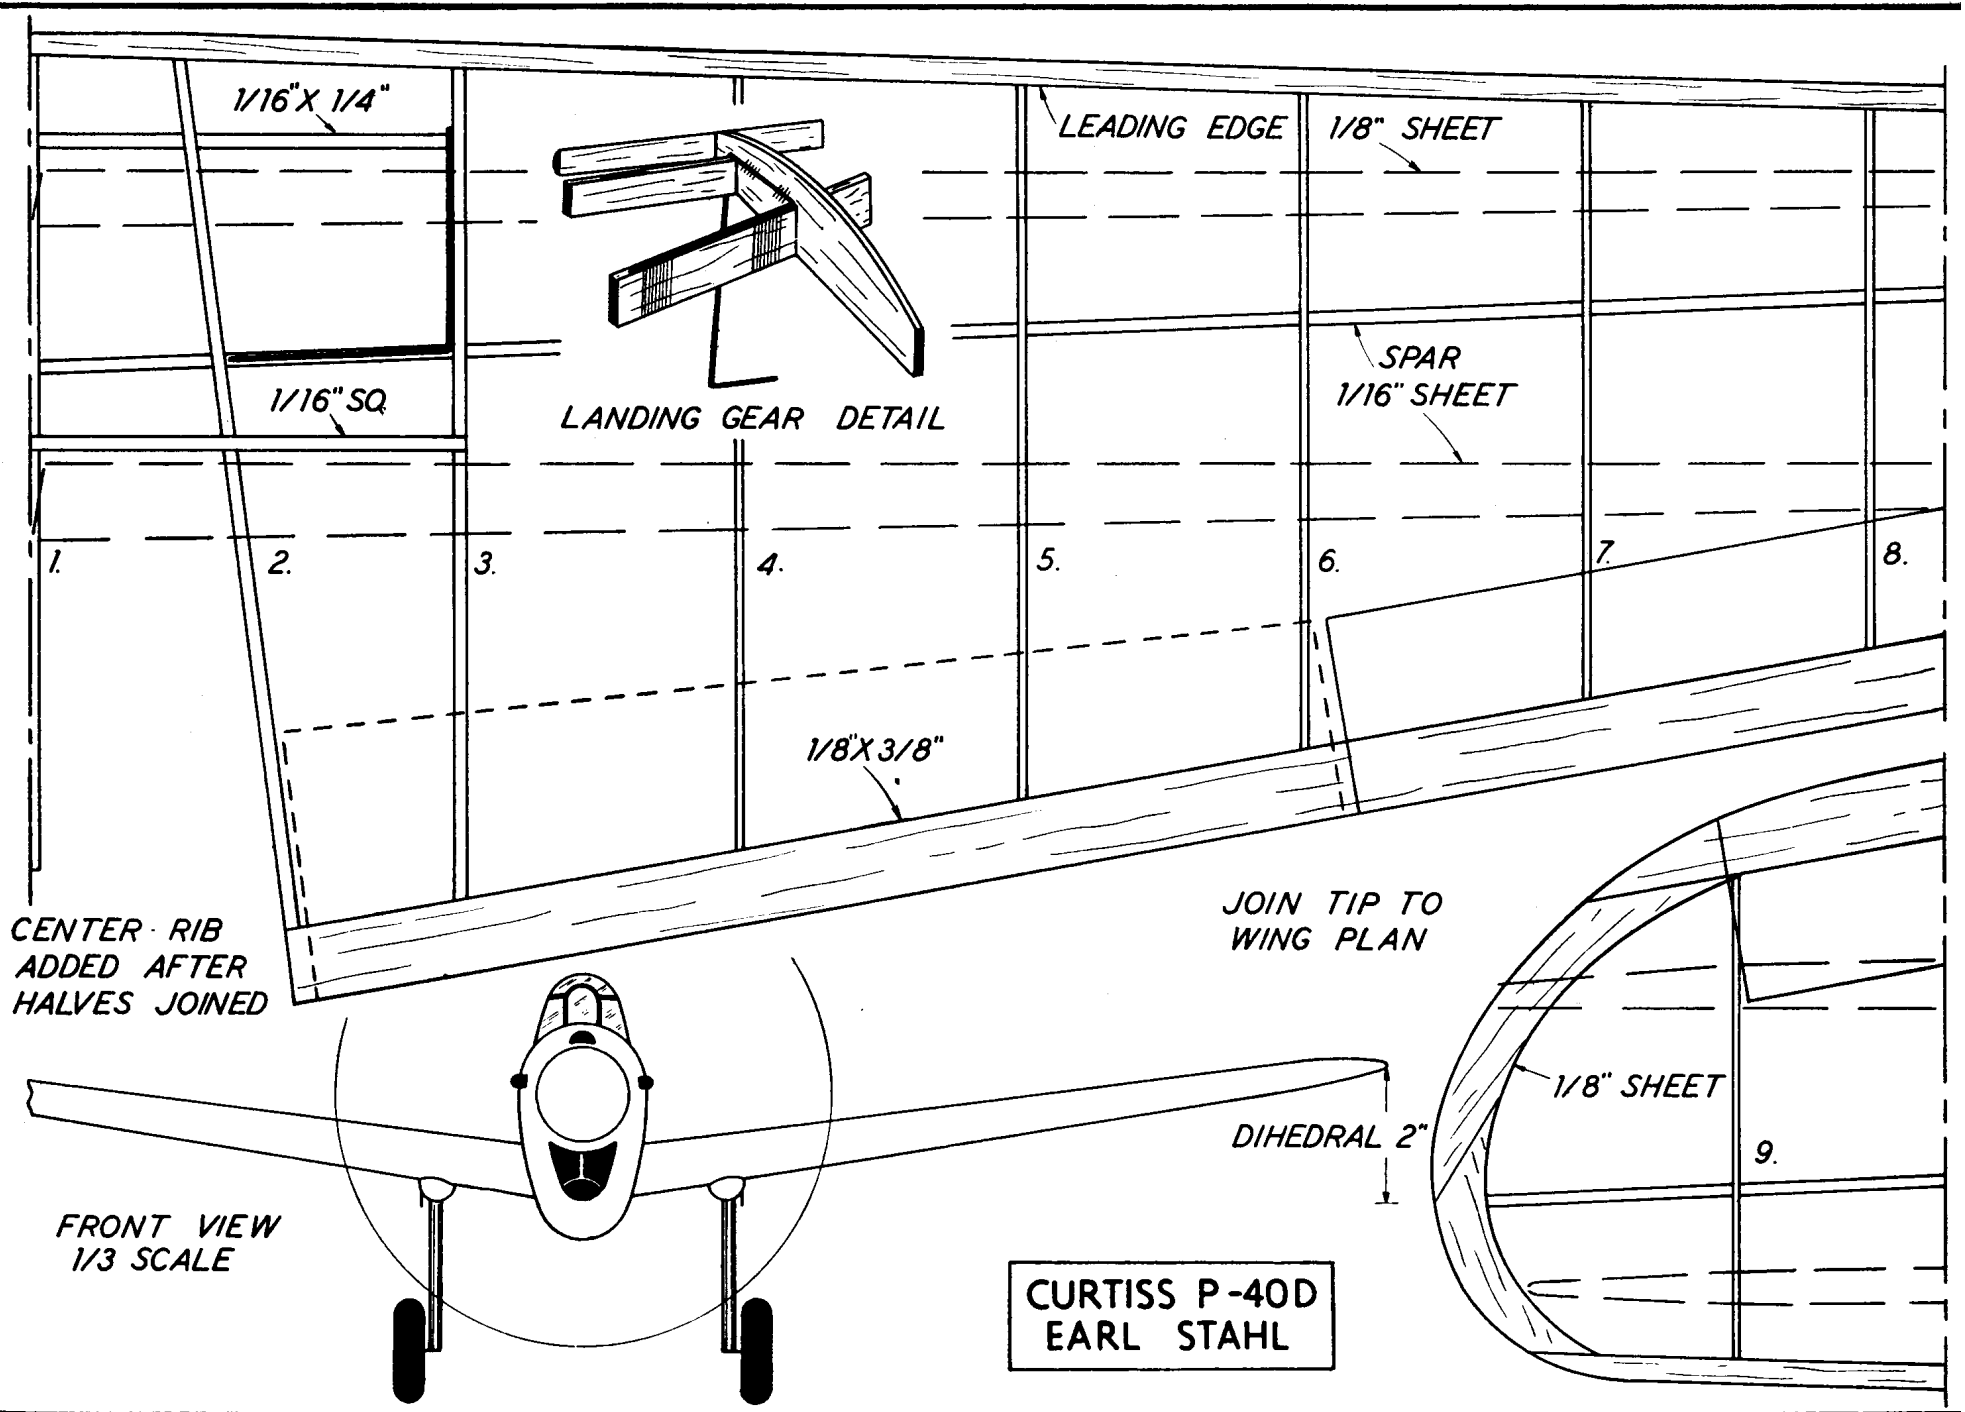 1/16" X 1/4"
LEADING EDGE
1/8" SHEET
SPAR
1/16" SHEET
1/16" SQ.
LANDING GEAR DETAIL
1.
2.
3.
4.
5.
6.
7.
8.
1/8" X 3/8"
CENTER RIB
ADDED AFTER
HALVES JOINED
JOIN TIP TO
WING PLAN
1/8" SHEET
DIHEDRAL 2"
9.
FRONT VIEW
1/3 SCALE
CURTISS P-40D
EARL STAHL